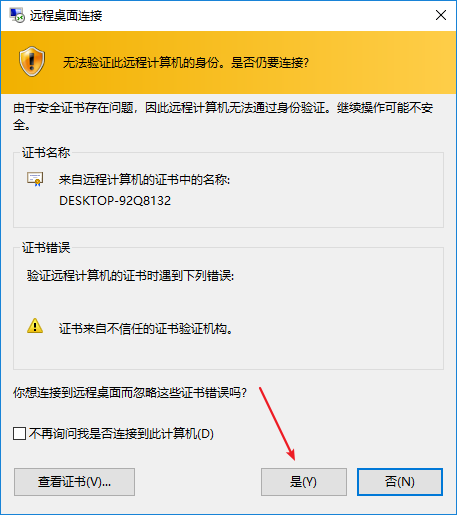 远程桌面连接
无法验证此远程计算机的身份。是否仍要连接?
由于安全证书存在问题，因此远程计算机无法通过身份验证。继续操作可能不安
全。
证书名称
来自远程计算机的证书中的名称:
DESKTOP-92Q8132
证书错误
验证远程计算机的证书时遇到下列错误:
证书来自不信任的证书验证机构。
你想连接到远程桌面而忽略这些证书错误吗?
不再询问我是否连接到此计算机(D)
查看证书(V)...
是(Y)
否(N)